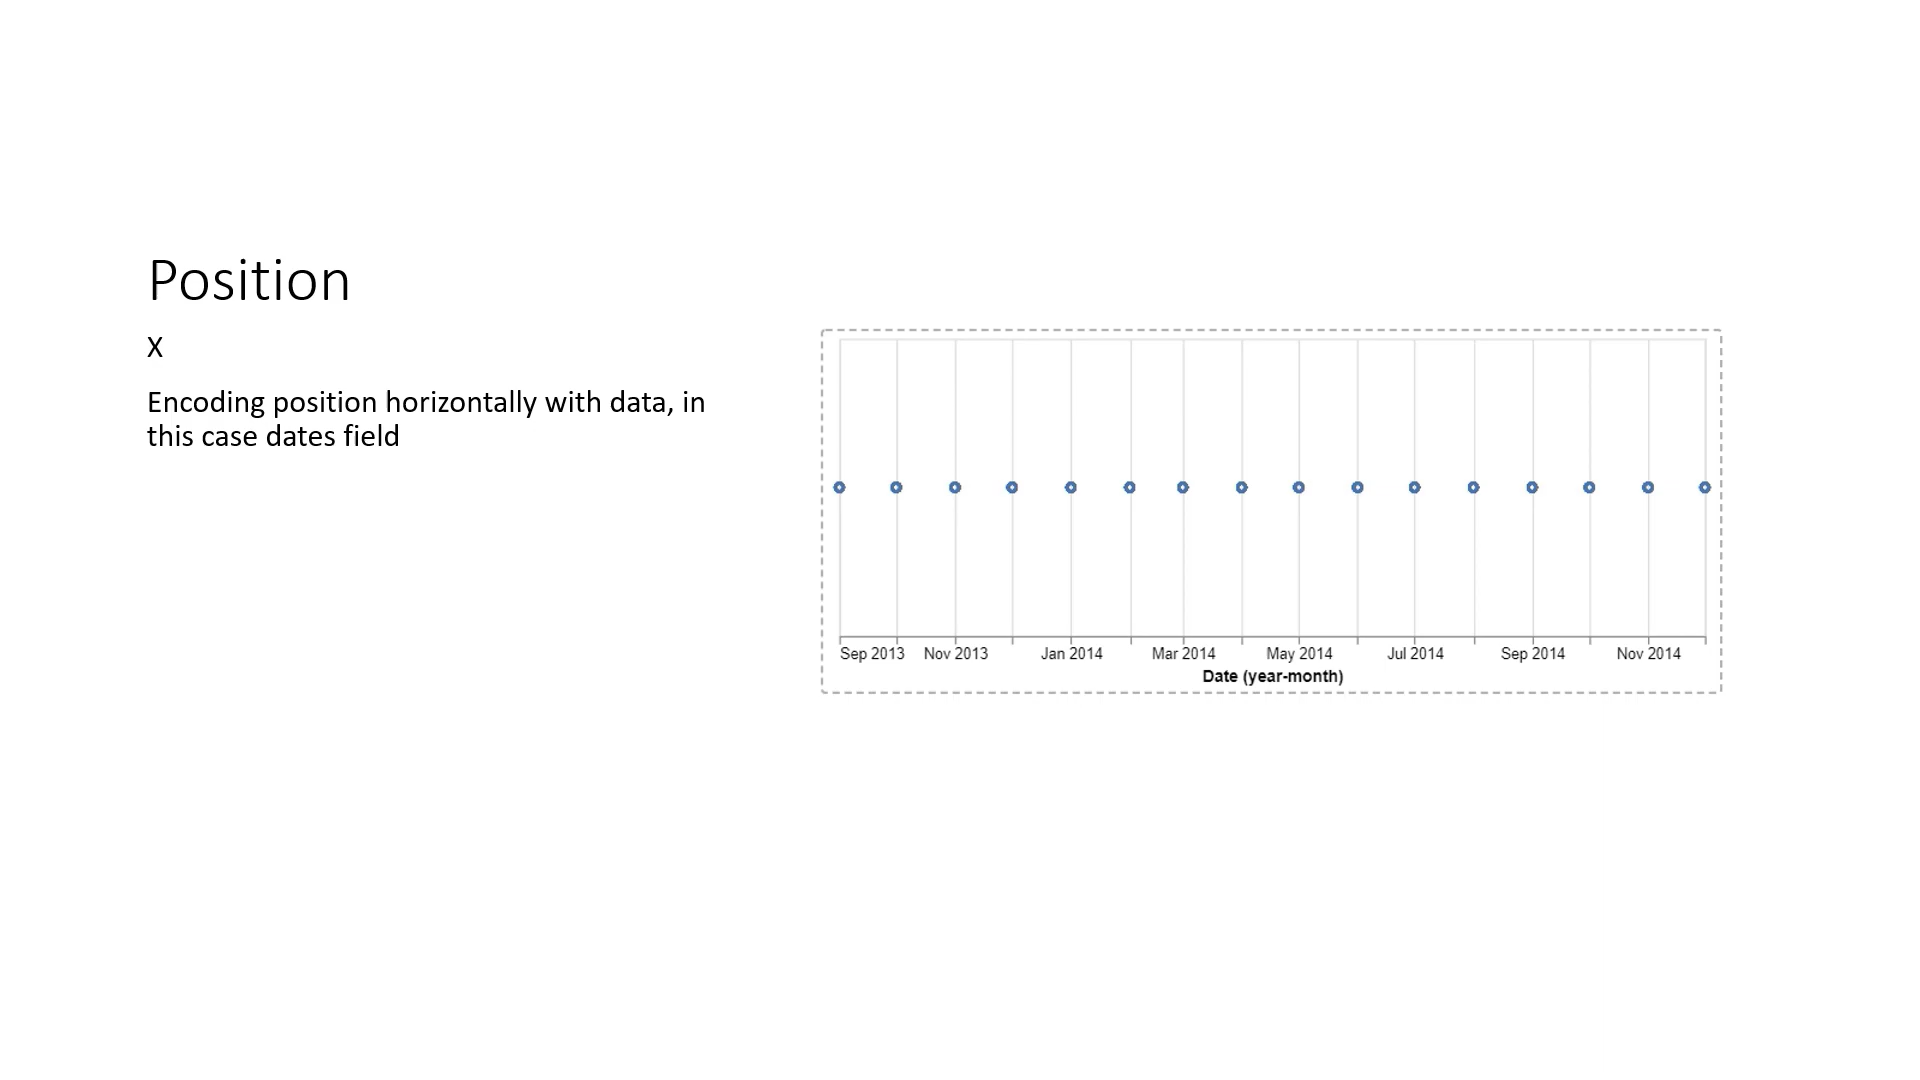 Position
X
Encoding position horizontally with data, in
this case dates field
Sep 2013 Nov 2013 Jan 2014 Mar 2014 May 2014 Jul 2014 Sep 2014 Nov 2014
Date (year-month)